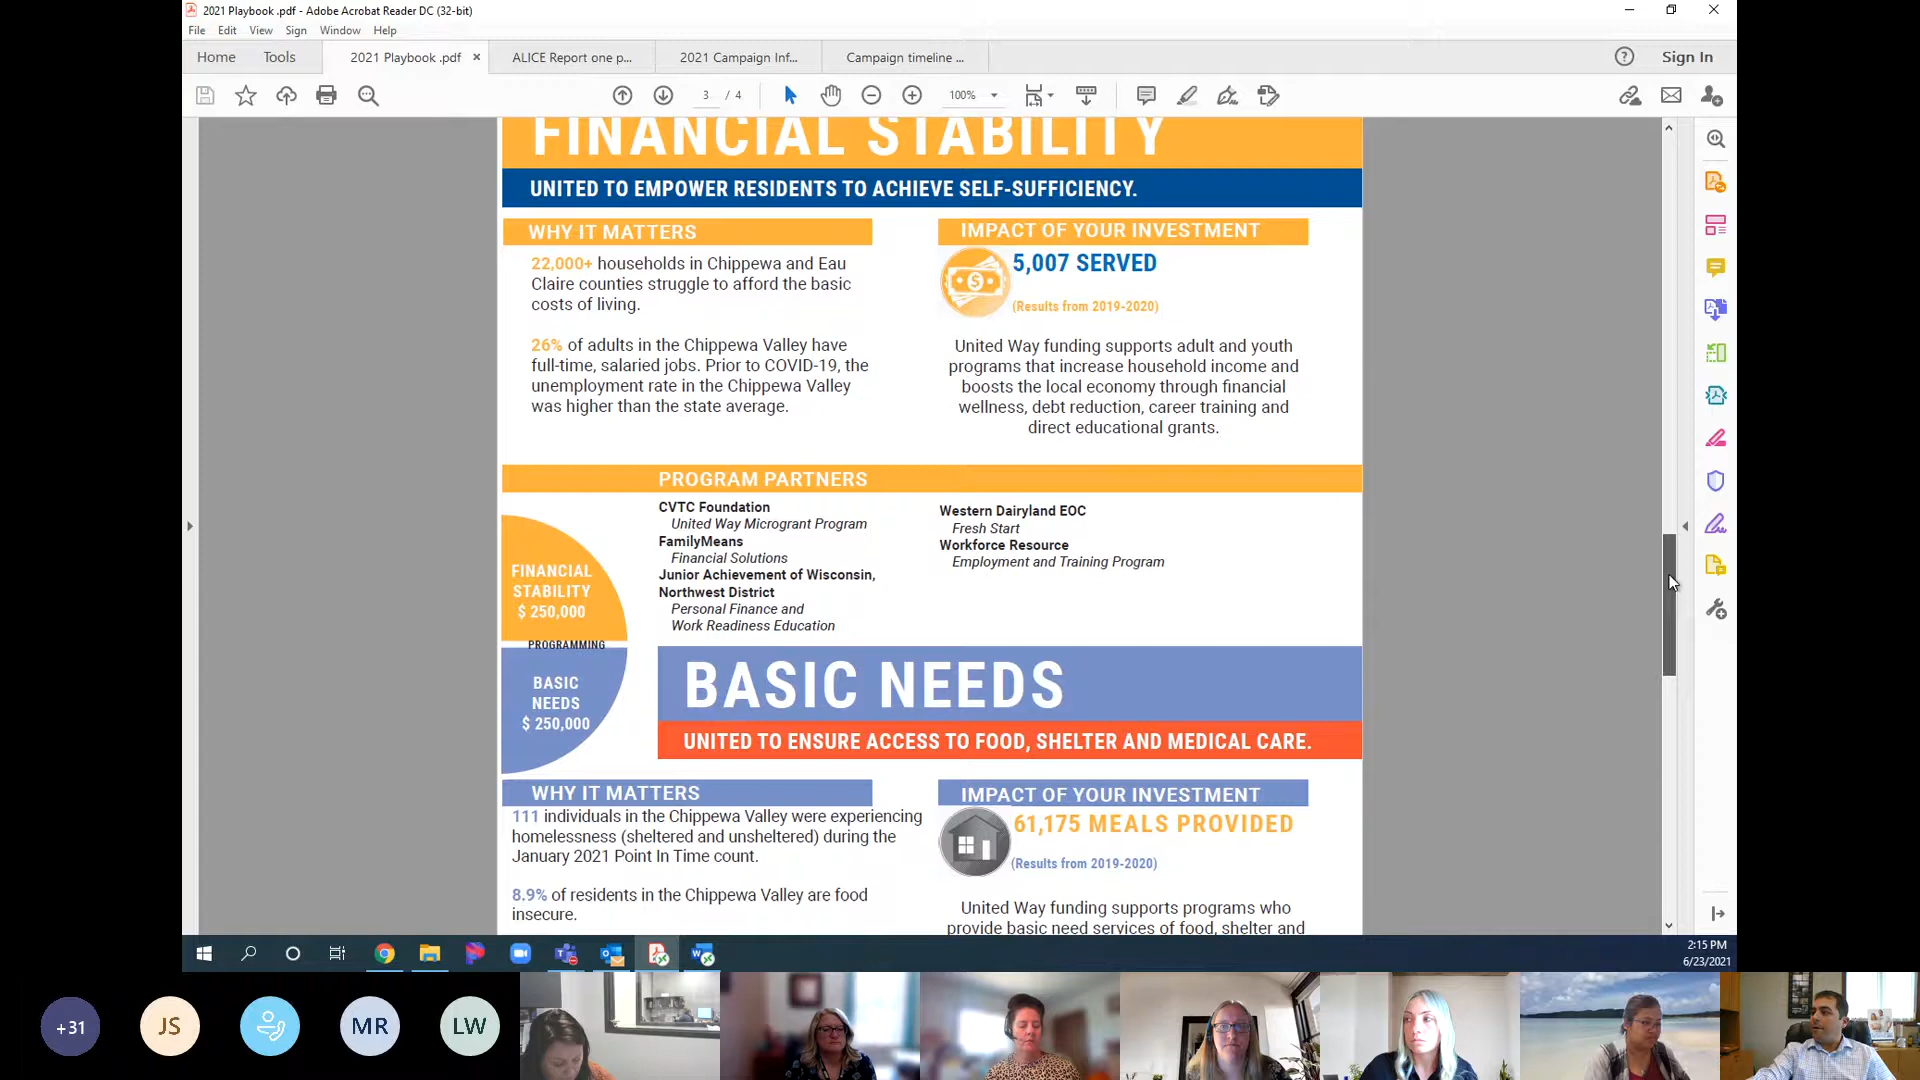 2021 Playbook .pdf - Adobe Acrobat Reader DC (32-bit)
File Edit View Sign Window Help
Home Tools 2021 Playbook .pdf × ALICE Report one p... 2021 Campaign Inf... Campaign timeline ... Sign In
3 / 4 100%
FINANCIAL STABILITY
UNITED TO EMPOWER RESIDENTS TO ACHIEVE SELF-SUFFICIENCY.
WHY IT MATTERS
22,000+ households in Chippewa and Eau
Claire counties struggle to afford the basic
costs of living.
26% of adults in the Chippewa Valley have
full-time, salaried jobs. Prior to COVID-19, the
unemployment rate in the Chippewa Valley
was higher than the state average.
IMPACT OF YOUR INVESTMENT
5,007 SERVED
(Results from 2019-2020)
United Way funding supports adult and youth
programs that increase household income and
boosts the local economy through financial
wellness, debt reduction, career training and
direct educational grants.
PROGRAM PARTNERS
CVTC Foundation
United Way Microgrant Program
FamilyMeans
Financial Solutions
Junior Achievement of Wisconsin,
Northwest District
Personal Finance and
Work Readiness Education
Western Dairyland EOC
Fresh Start
Workforce Resource
Employment and Training Program
FINANCIAL
STABILITY
$ 250,000
PROGRAMMING
BASIC
NEEDS
$ 250,000
BASIC NEEDS
UNITED TO ENSURE ACCESS TO FOOD, SHELTER AND MEDICAL CARE.
WHY IT MATTERS
111 individuals in the Chippewa Valley were experiencing
homelessness (sheltered and unsheltered) during the
January 2021 Point In Time count.
8.9% of residents in the Chippewa Valley are food
insecure.
IMPACT OF YOUR INVESTMENT
61,175 MEALS PROVIDED
(Results from 2019-2020)
United Way funding supports programs who
provide basic need services of food, shelter and
2:15 PM
6/23/2021
+31 JS MR LW